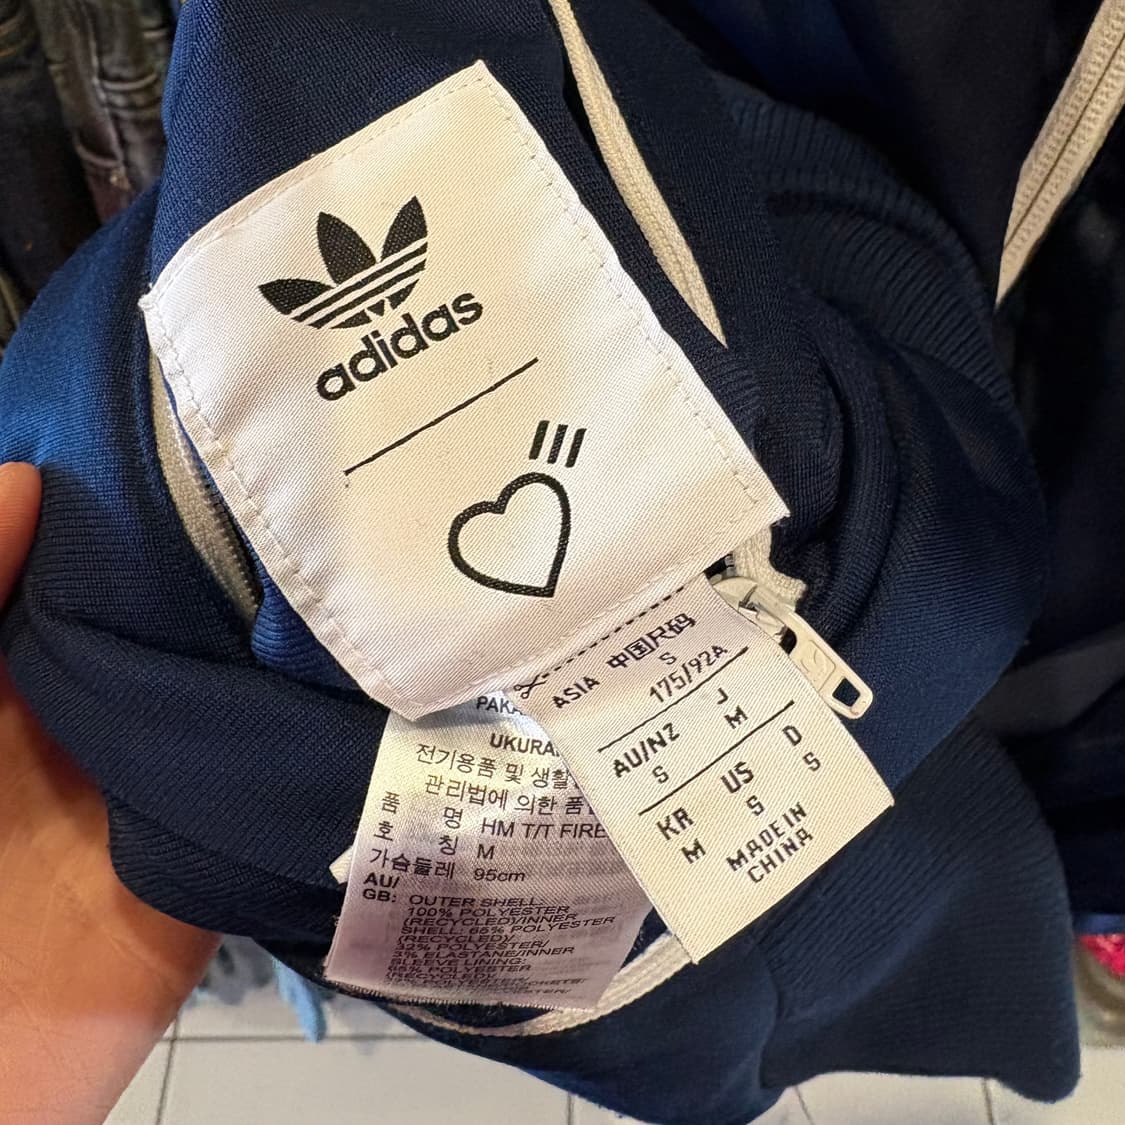 adidas
ASIA 中国尺码
S
175/92A
AU/NZ J
S M
KR US D
M S S
MADE IN
CHINA
UKURA
전기용품 및 생활
관리법에 의한 품
품 명 HM T/T FIRE
호 칭 M
가슴둘레 95cm
AU/
GB: OUTER SHELL:
100% POLYESTER
(RECYCLED)/INNER
SHELL: 65% POLYESTER
(RECYCLED)/
32% POLYESTER/
3% ELASTANE/INNER
SLEEVE LINING:
65% POLYESTER
(RECYCLED)/